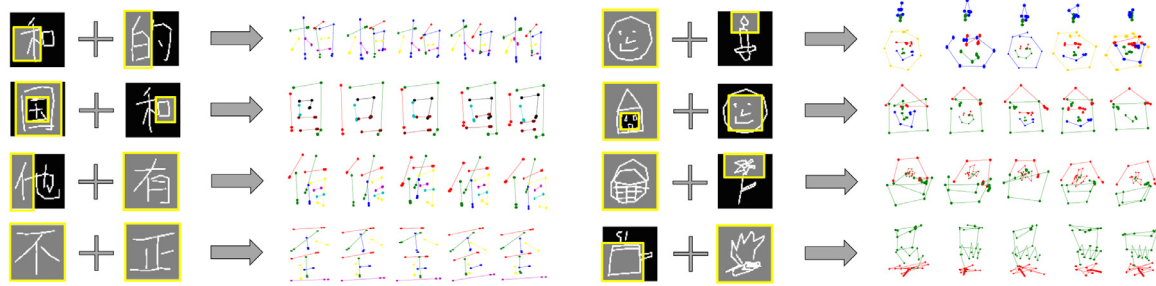 和 的
国 和
他 有
不 正